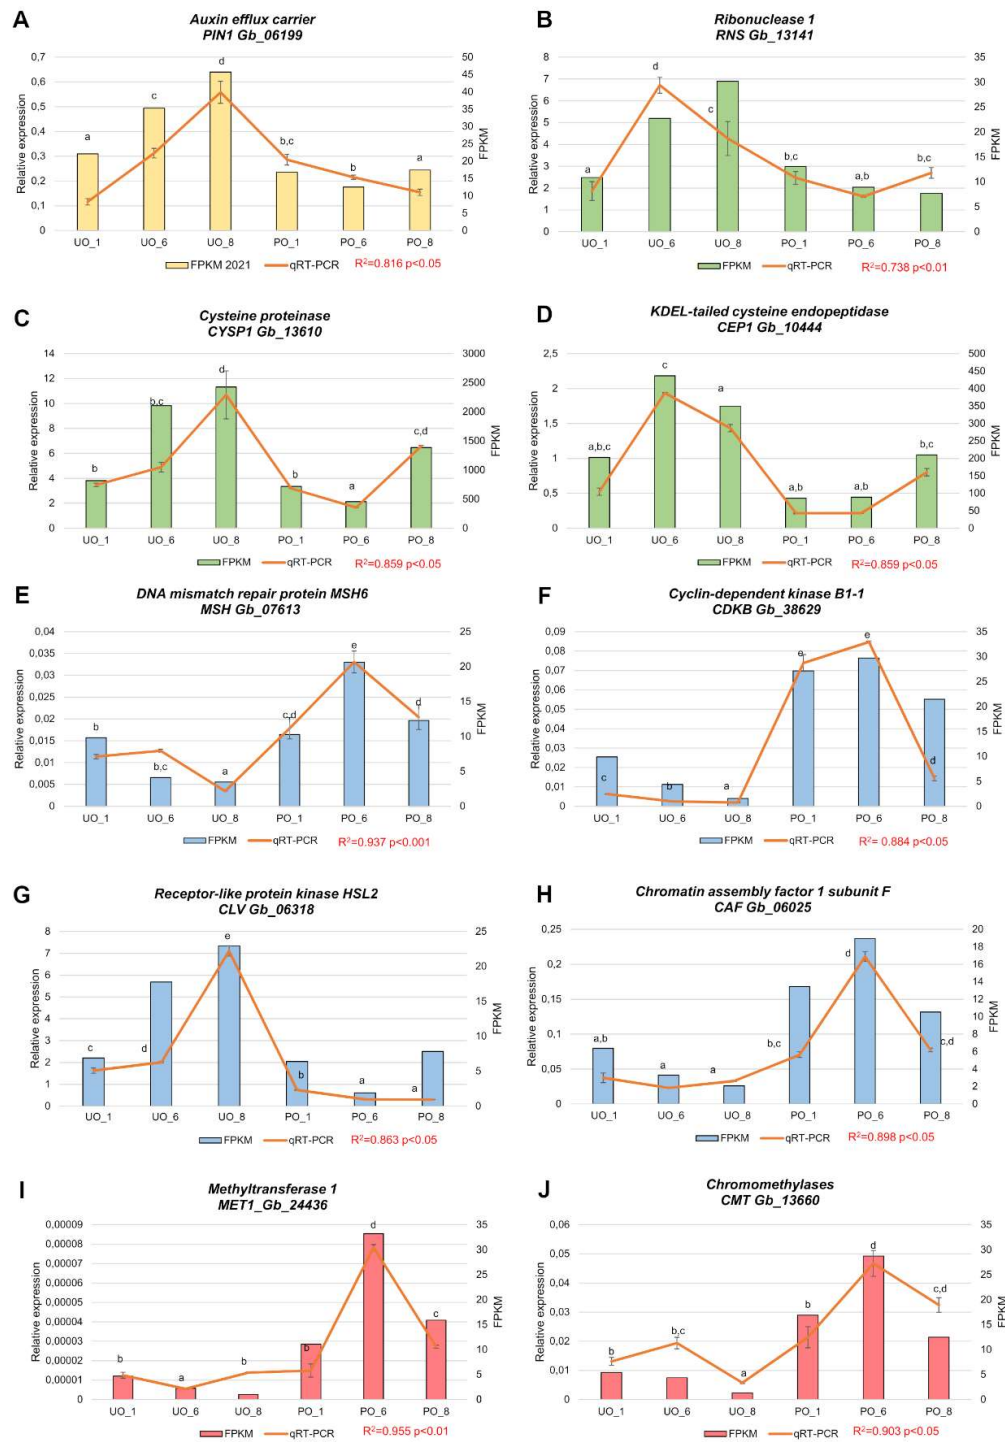 A
Auxin efflux carrier
PIN1 Gb_06199
0,7
0,6
0,5
0,4
0,3
0,2
0,1
0
50
45
40
35
30
25
20
15
10
5
0
Relative expression
FPKM
a
c
d
b,c
b
a
UO_1 UO_6 UO_8 PO_1 PO_6 PO_8
FPKM 2021 qRT-PCR R²=0.816 p<0.05
B
Ribonuclease 1
RNS Gb_13141
8
7
6
5
4
3
2
1
0
35
30
25
20
15
10
5
0
Relative expression
FPKM
a
d
c
b,c
a,b
b,c
UO_1 UO_6 UO_8 PO_1 PO_6 PO_8
FPKM qRT-PCR R²=0.738 p<0.01
C
Cysteine proteinase
CYSP1 Gb_13610
14
12
10
8
6
4
2
0
3000
2500
2000
1500
1000
500
0
Relative expression
FPKM
b
b,c
d
b
a
c,d
UO_1 UO_6 UO_8 PO_1 PO_6 PO_8
FPKM qRT-PCR R²=0.859 p<0.05
D
KDEL-tailed cysteine endopeptidase
CEP1 Gb_10444
2,5
2
1,5
1
0,5
0
500
450
400
350
300
250
200
150
100
50
0
Relative expression
FPKM
a,b,c
c
a
a,b
a,b
b,c
UO_1 UO_6 UO_8 PO_1 PO_6 PO_8
FPKM qRT-PCR R²=0.859 p<0.05
E
DNA mismatch repair protein MSH6
MSH Gb_07613
0,04
0,035
0,03
0,025
0,02
0,015
0,01
0,005
0
25
20
15
10
5
0
Relative expression
FPKM
b
b,c
a
c,d
e
d
UO_1 UO_6 UO_8 PO_1 PO_6 PO_8
FPKM qRT-PCR R²=0.937 p<0.001
F
Cyclin-dependent kinase B1-1
CDKB Gb_38629
0,09
0,08
0,07
0,06
0,05
0,04
0,03
0,02
0,01
0
35
30
25
20
15
10
5
0
Relative expression
FPKM
c
b
a
e
e
d
UO_1 UO_6 UO_8 PO_1 PO_6 PO_8
FPKM qRT-PCR R²= 0.884 p<0.05
G
Receptor-like protein kinase HSL2
CLV Gb_06318
8
7
6
5
4
3
2
1
0
25
20
15
10
5
0
Relative expression
FPKM
c
d
e
b
a
a
UO_1 UO_6 UO_8 PO_1 PO_6 PO_8
FPKM qRT-PCR R²=0.863 p<0.05
H
Chromatin assembly factor 1 subunit F
CAF Gb_06025
0,25
0,2
0,15
0,1
0,05
0
20
18
16
14
12
10
8
6
4
2
0
Relative expression
FPKM
a,b
a
a
b,c
d
c,d
UO_1 UO_6 UO_8 PO_1 PO_6 PO_8
FPKM qRT-PCR R²=0.898 p<0.05
I
Methyltransferase 1
MET1_Gb_24436
0,00009
0,00008
0,00007
0,00006
0,00005
0,00004
0,00003
0,00002
0,00001
0
35
30
25
20
15
10
5
0
Relative expression
FPKM
b
a
b
b
d
c
UO_1 UO_6 UO_8 PO_1 PO_6 PO_8
FPKM qRT-PCR R²=0.955 p<0.01
J
Chromomethylases
CMT Gb_13660
0,06
0,05
0,04
0,03
0,02
0,01
0
35
30
25
20
15
10
5
0
Relative expression
FPKM
b
b,c
a
b
d
c,d
UO_1 UO_6 UO_8 PO_1 PO_6 PO_8
FPKM qRT-PCR R²=0.903 p<0.05